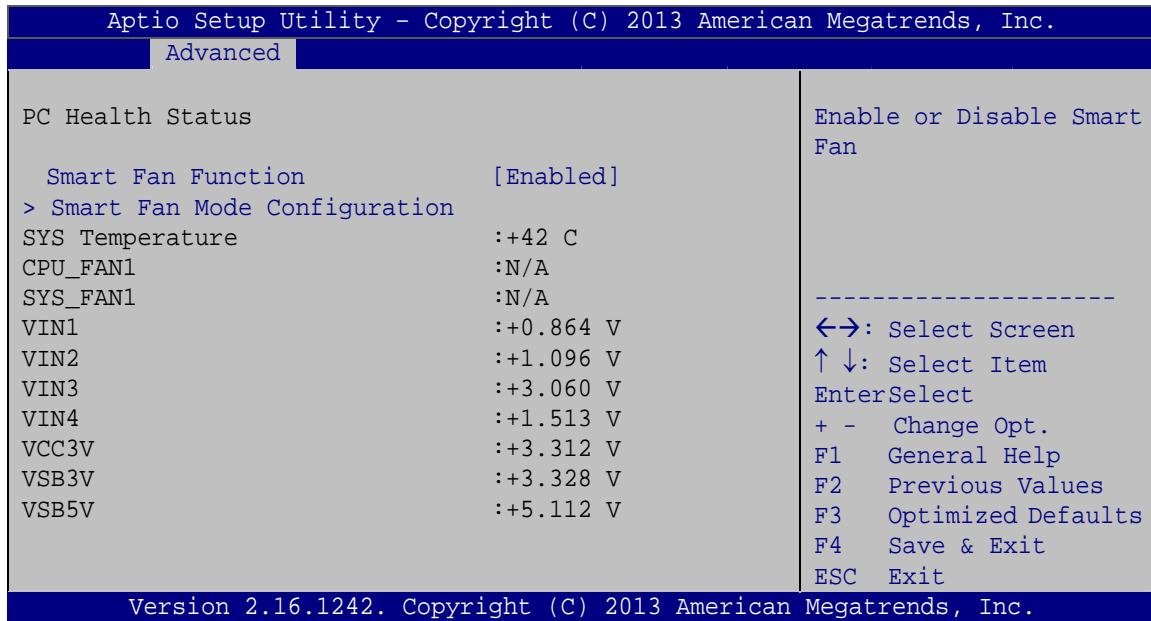 Aptio Setup Utility – Copyright (C) 2013 American Megatrends, Inc.
Advanced
PC Health Status
Smart Fan Function [Enabled]
> Smart Fan Mode Configuration
SYS Temperature :+42 C
CPU_FAN1 :N/A
SYS_FAN1 :N/A
VIN1 :+0.864 V
VIN2 :+1.096 V
VIN3 :+3.060 V
VIN4 :+1.513 V
VCC3V :+3.312 V
VSB3V :+3.328 V
VSB5V :+5.112 V
Enable or Disable Smart
Fan
---------------------
←→: Select Screen
↑ ↓: Select Item
EnterSelect
+ - Change Opt.
F1 General Help
F2 Previous Values
F3 Optimized Defaults
F4 Save & Exit
ESC Exit
Version 2.16.1242. Copyright (C) 2013 American Megatrends, Inc.